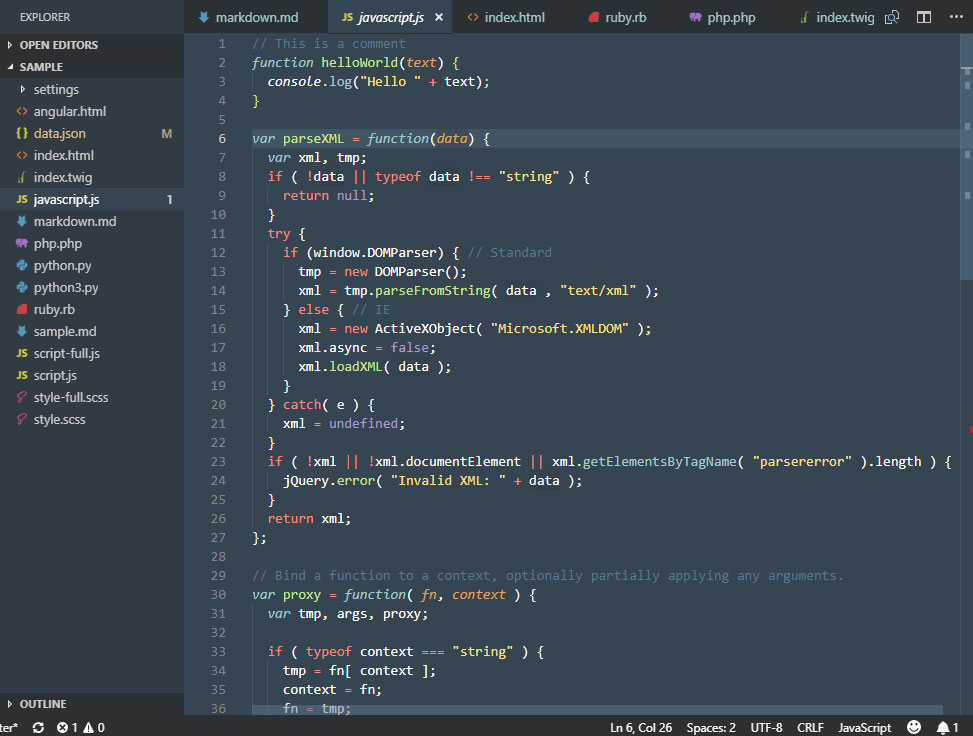 EXPLORER
OPEN EDITORS
SAMPLE
settings
angular.html
data.json M
index.html
index.twig
javascript.js 1
markdown.md
php.php
python.py
python3.py
ruby.rb
sample.md
script-full.js
script.js
style-full.scss
style.scss
OUTLINE
markdown.md JS javascript.js × index.html ruby.rb php.php index.twig ...
1 // This is a comment
2 function helloWorld(text) {
3   console.log("Hello " + text);
4 }
5
6 var parseXML = function(data) {
7   var xml, tmp;
8   if ( !data || typeof data !== "string" ) {
9     return null;
10   }
11   try {
12     if (window.DOMParser) { // Standard
13       tmp = new DOMParser();
14       xml = tmp.parseFromString( data , "text/xml" );
15     } else { // IE
16       xml = new ActiveXObject( "Microsoft.XMLDOM" );
17       xml.async = false;
18       xml.loadXML( data );
19     }
20   } catch( e ) {
21     xml = undefined;
22   }
23   if ( !xml || !xml.documentElement || xml.getElementsByTagName( "parsererror" ).length ) {
24     jQuery.error( "Invalid XML: " + data );
25   }
26   return xml;
27 };
28
29 // Bind a function to a context, optionally partially applying any arguments.
30 var proxy = function( fn, context ) {
31   var tmp, args, proxy;
32
33   if ( typeof context === "string" ) {
34     tmp = fn[ context ];
35     context = fn;
36     fn = tmp;
ter* 1 0 Ln 6, Col 26 Spaces: 2 UTF-8 CRLF JavaScript 1